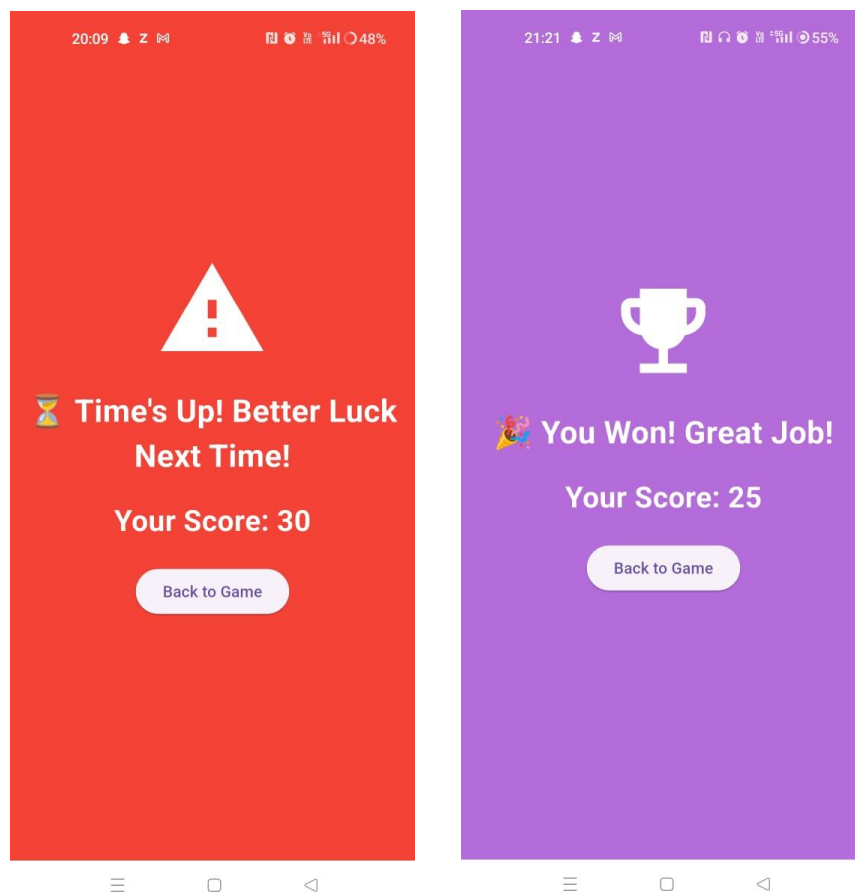 20:09 Z 48%
⏳ Time's Up! Better Luck
Next Time!
Your Score: 30
Back to Game
21:21 Z 55%
🎉 You Won! Great Job!
Your Score: 25
Back to Game